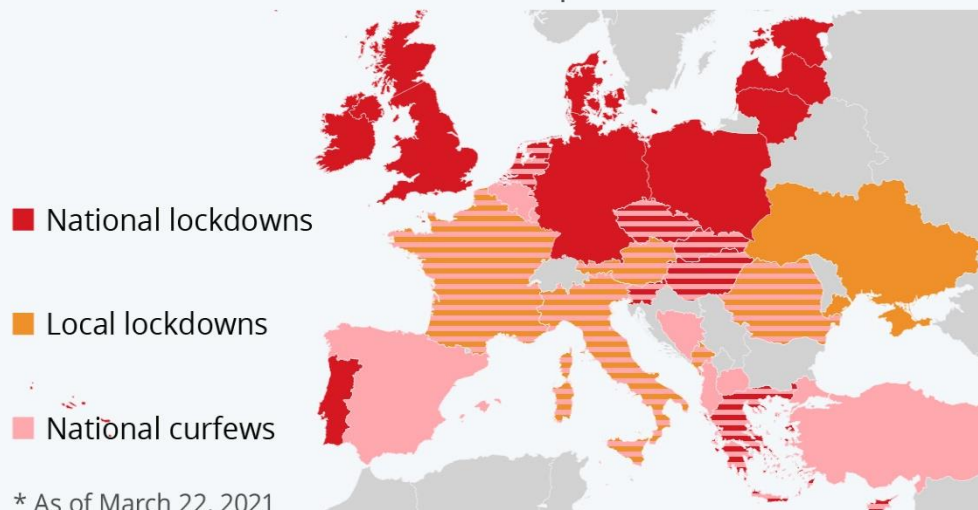 National lockdowns
Local lockdowns
National curfews
* As of March 22, 2021